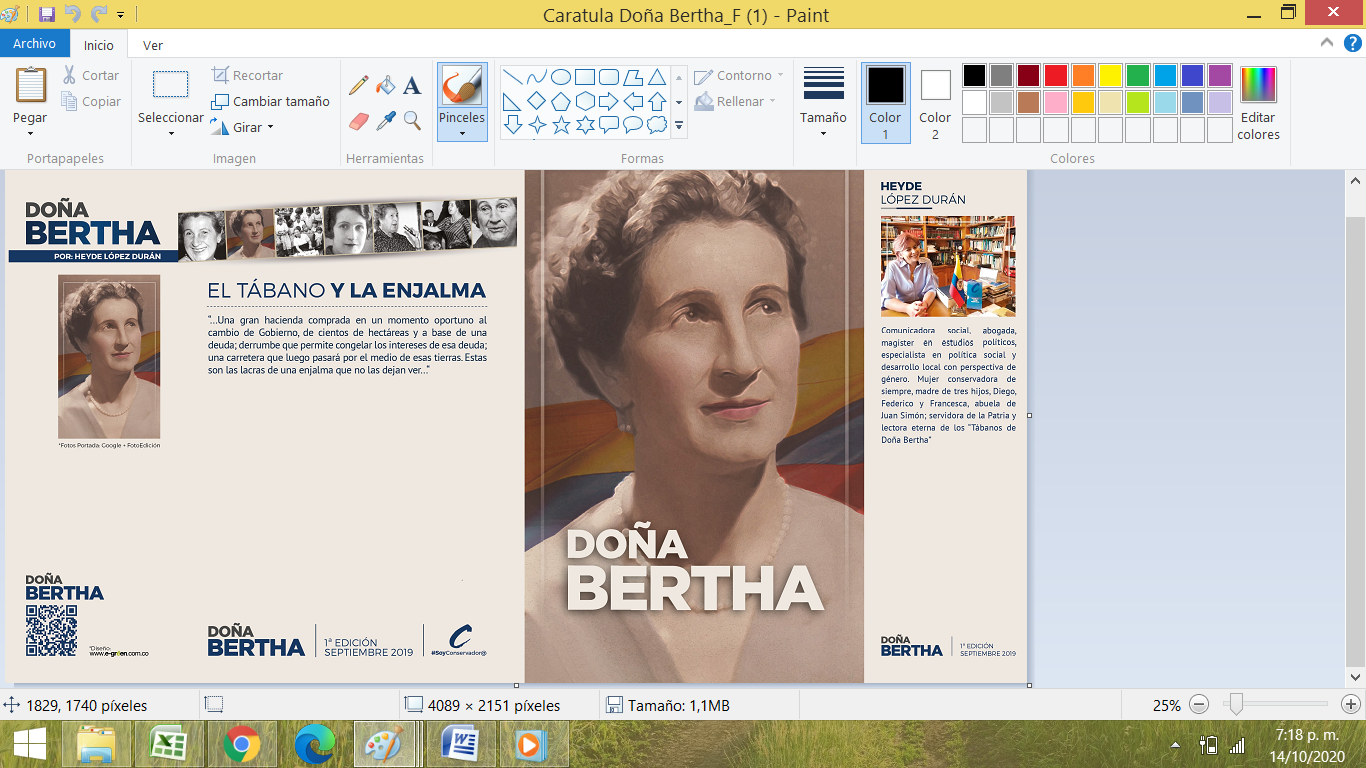 Caratula Doña Bertha_F (1) - Paint
Archivo
Inicio
Ver
Pegar
Cortar
Copiar
Portapapeles
Seleccionar
Recortar
Cambiar tamaño
Girar
Imagen
Herramientas
Pinceles
Contorno
Rellenar
Formas
Tamaño
Color
1
Color
2
Editar
colores
Colores
DOÑA
BERTHA
POR: HEYDE LÓPEZ DURÁN
*Fotos Portada: Google + FotoEdición
EL TÁBANO Y LA ENJALMA
"...Una gran hacienda comprada en un momento oportuno al
cambio de Gobierno, de cientos de hectáreas y a base de una
deuda; derrumbe que permite congelar los intereses de esa deuda;
una carretera que luego pasará por el medio de esas tierras. Estas
son las lacras de una enjalma que no las dejan ver..."
DOÑA
BERTHA
*Diseño:
www.e-green.com.co
DOÑA
BERTHA
1ª EDICIÓN
SEPTIEMBRE 2019
C
#SoyConservador@
DOÑA
BERTHA
HEYDE
LÓPEZ DURÁN
Comunicadora social, abogada,
magister en estudios políticos,
especialista en política social y
desarrollo local con perspectiva de
género. Mujer conservadora de
siempre, madre de tres hijos, Diego,
Federico y Francesca, abuela de
Juan Simón; servidora de la Patria y
lectora eterna de los "Tábanos de
Doña Bertha"
DOÑA
BERTHA
1ª EDICIÓN
SEPTIEMBRE 2019
1829, 1740 píxeles
4089 × 2151 píxeles
Tamaño: 1,1MB
25%
7:18 p. m.
14/10/2020